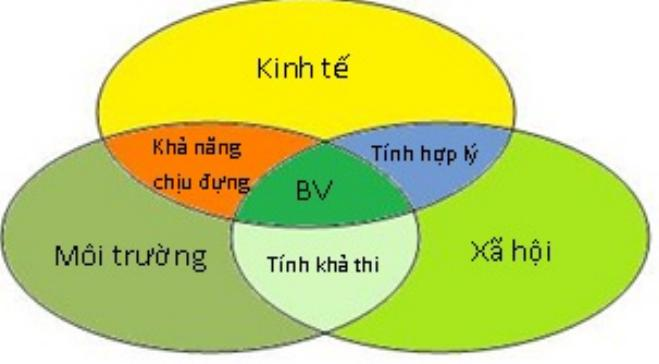 Kinh tế
Khả năng
chịu đựng
Tính hợp lý
BV
Môi trường
Tính khả thi
Xã hội